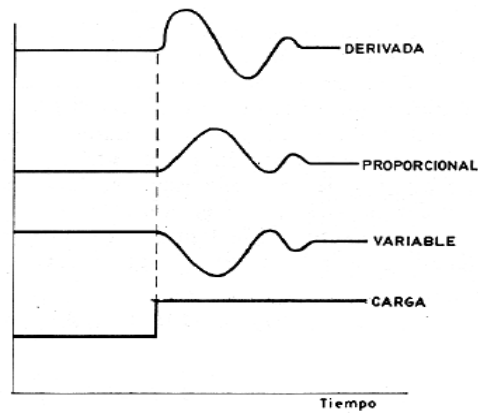 DERIVADA
PROPORCIONAL
VARIABLE
CARGA
Tiempo